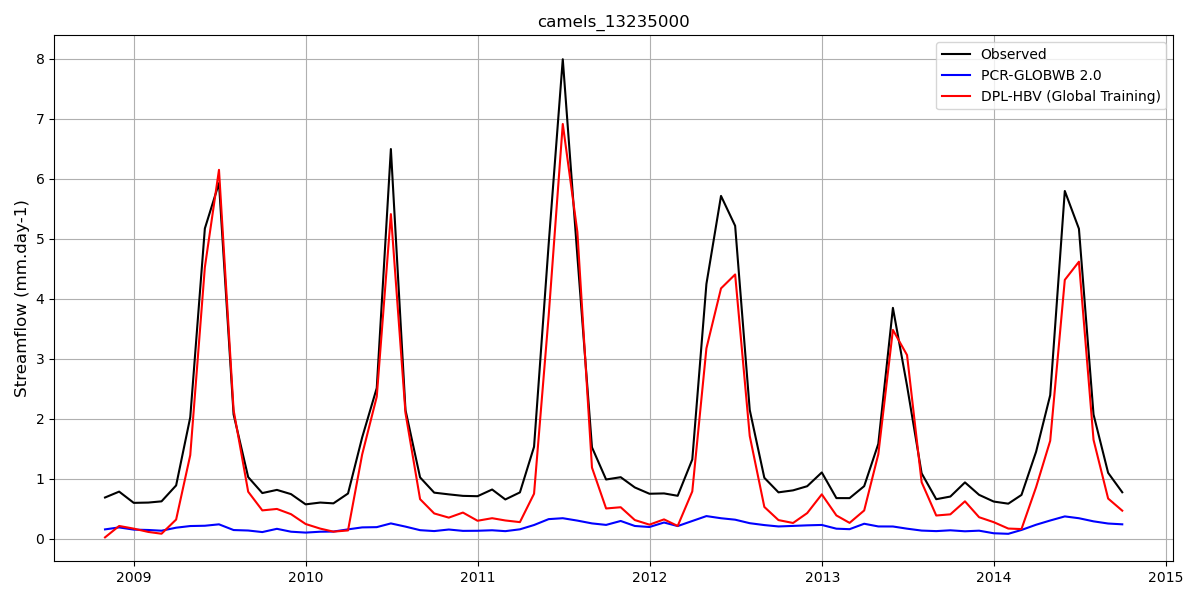 camels_13235000
Observed
PCR-GLOBWB 2.0
DPL-HBV (Global Training)
Streamflow (mm.day-1)
8
7
6
5
4
3
2
1
0
2009 2010 2011 2012 2013 2014 2015